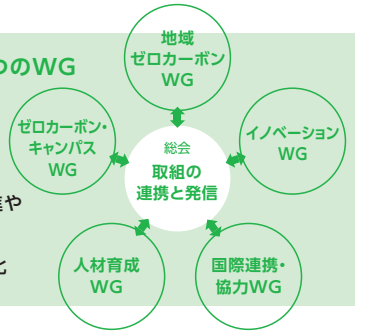 つのWG
地域
ゼロカーボン
WG
ゼロカーボン・
キャンパス
WG
総会
取組の
連携と発信
イノベーション
WG
人材育成
WG
国際連携・
協力WG
や